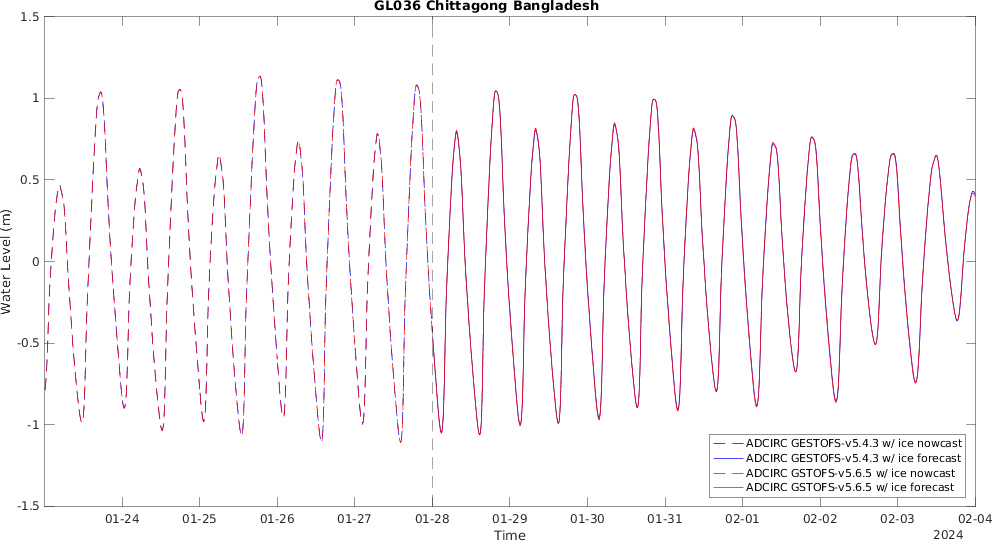 GL036 Chittagong Bangladesh
1.5
1
0.5
0
-0.5
-1
-1.5
Water Level (m)
ADCIRC GESTOFS-v5.4.3 w/ ice nowcast
ADCIRC GESTOFS-v5.4.3 w/ ice forecast
ADCIRC GSTOFS-v5.6.5 w/ ice nowcast
ADCIRC GSTOFS-v5.6.5 w/ ice forecast
01-24 01-25 01-26 01-27 01-28 01-29 01-30 01-31 02-01 02-02 02-03 02-04
Time
2024